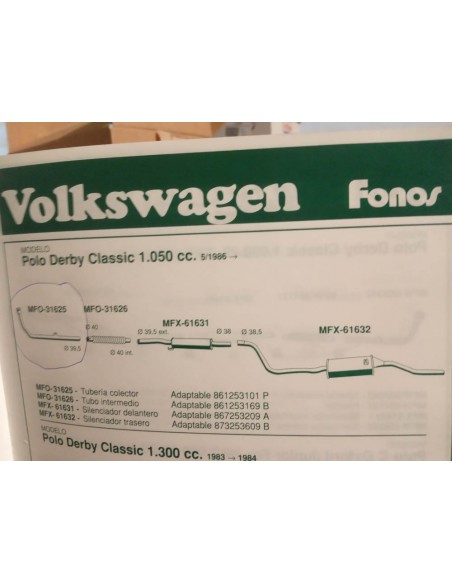 Volkswagen Fonos
MODELO
Polo Derby Classic 1.050 cc. 5/1986 →
MFO-31625 MFO-31626
Ø 40
Ø 39,5
Ø 40 int.
Ø 39,5 ext.
MFX-61631
Ø 38
Ø 38,5
MFX-61632
MFO-31625 - Tubería colector Adaptable 861253101 P
MFO-31626 - Tubo intermedio Adaptable 861253169 B
MFX-61631 - Silenciador delantero Adaptable 867253209 A
MFX-61632 - Silenciador trasero Adaptable 873253609 B
MODELO
Polo Derby Classic 1.300 cc. 1983 → 1984